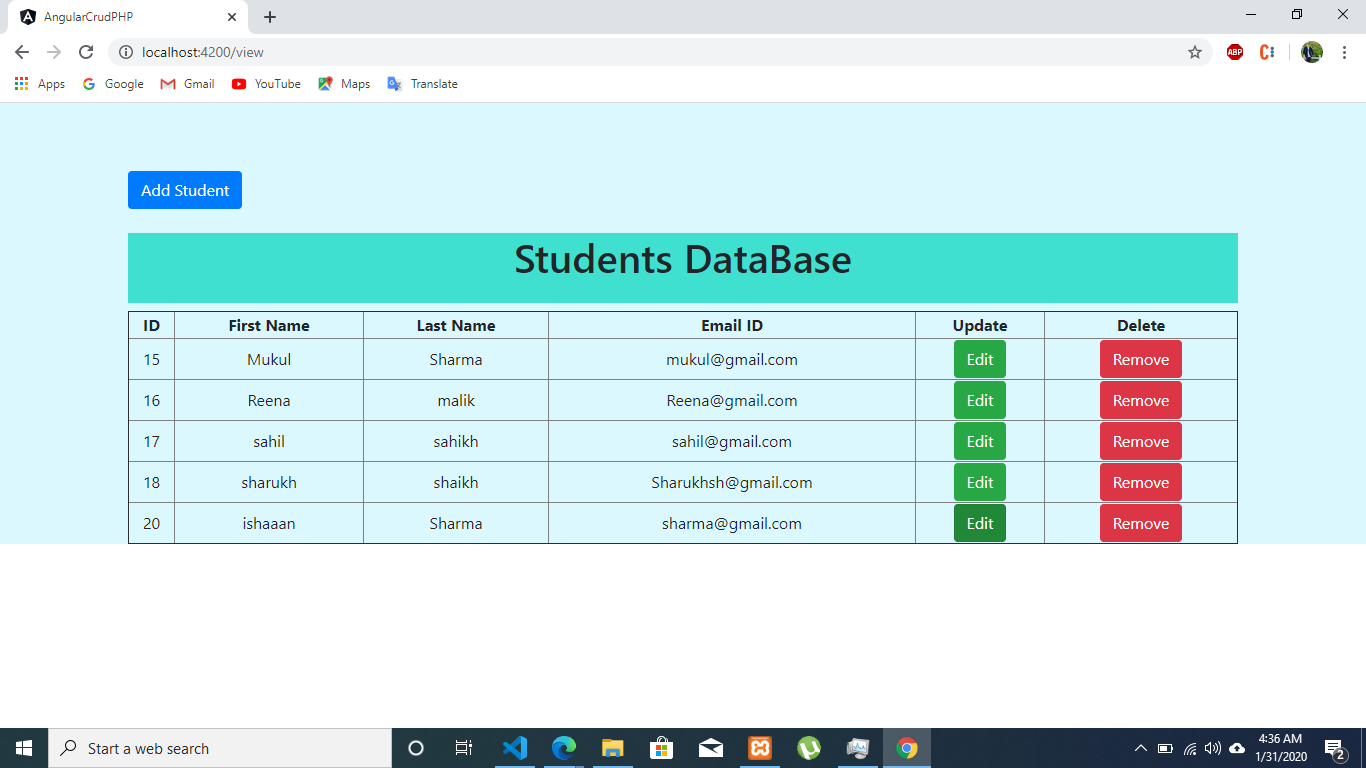 AngularCrudPHP
localhost:4200/view
ABP
Apps Google Gmail YouTube Maps Translate
Add Student
Students DataBase
ID First Name Last Name Email ID Update Delete
15 Mukul Sharma mukul@gmail.com Edit Remove
16 Reena malik Reena@gmail.com Edit Remove
17 sahil sahikh sahil@gmail.com Edit Remove
18 sharukh shaikh Sharukhsh@gmail.com Edit Remove
20 ishaaan Sharma sharma@gmail.com Edit Remove
Start a web search
4:36 AM
1/31/2020
2